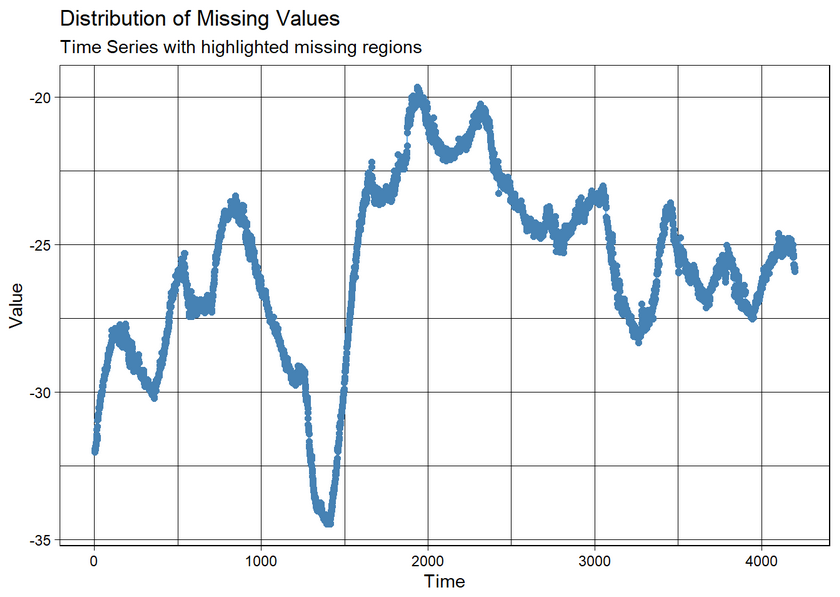 Distribution of Missing Values
Time Series with highlighted missing regions
-20
-25
-30
-35
Value
0 1000 2000 3000 4000
Time